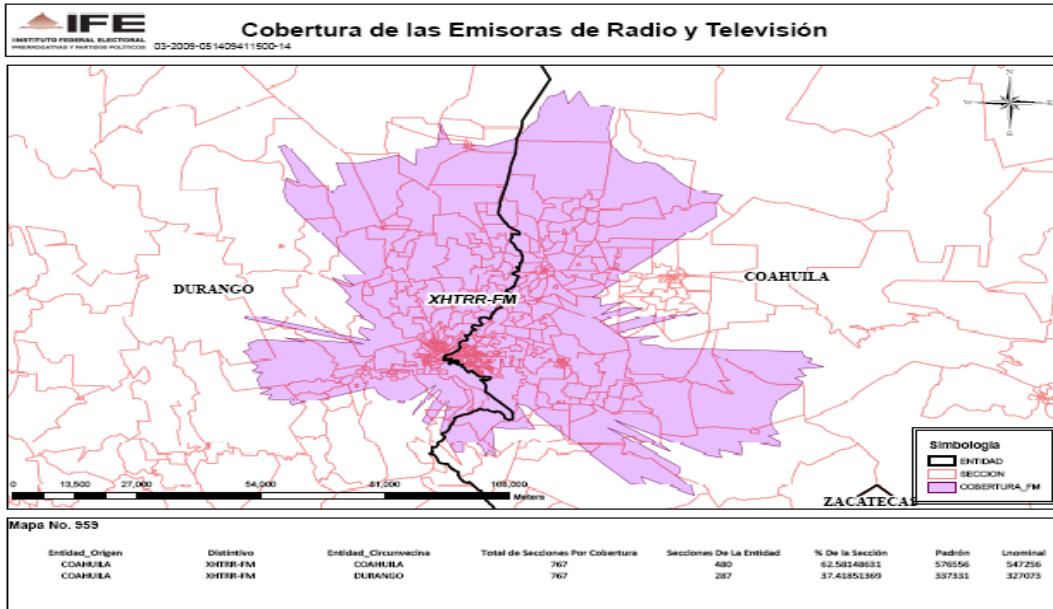 IFE
INSTITUTO FEDERAL ELECTORAL
PRERROGATIVAS Y PARTIDOS POLÍTICOS
03-2009-051409411500-14
Cobertura de las Emisoras de Radio y Televisión
N
W E
S
DURANGO
COAHUILA
XHTRR-FM
ZACATECAS
0 13,500 27,000 54,000 81,000 108,000
Meters
Simbología
ENTIDAD
SECCION
COBERTURA_FM
Mapa No. 959
Entidad_Origen Distintivo Entidad_Circunvecina Total de Secciones Por Cobertura Secciones De La Entidad % De la Sección Padrón Lnominal
COAHUILA XHTRR-FM COAHUILA 767 480 62.58148631 576556 547256
COAHUILA XHTRR-FM DURANGO 767 287 37.41851369 337331 327073